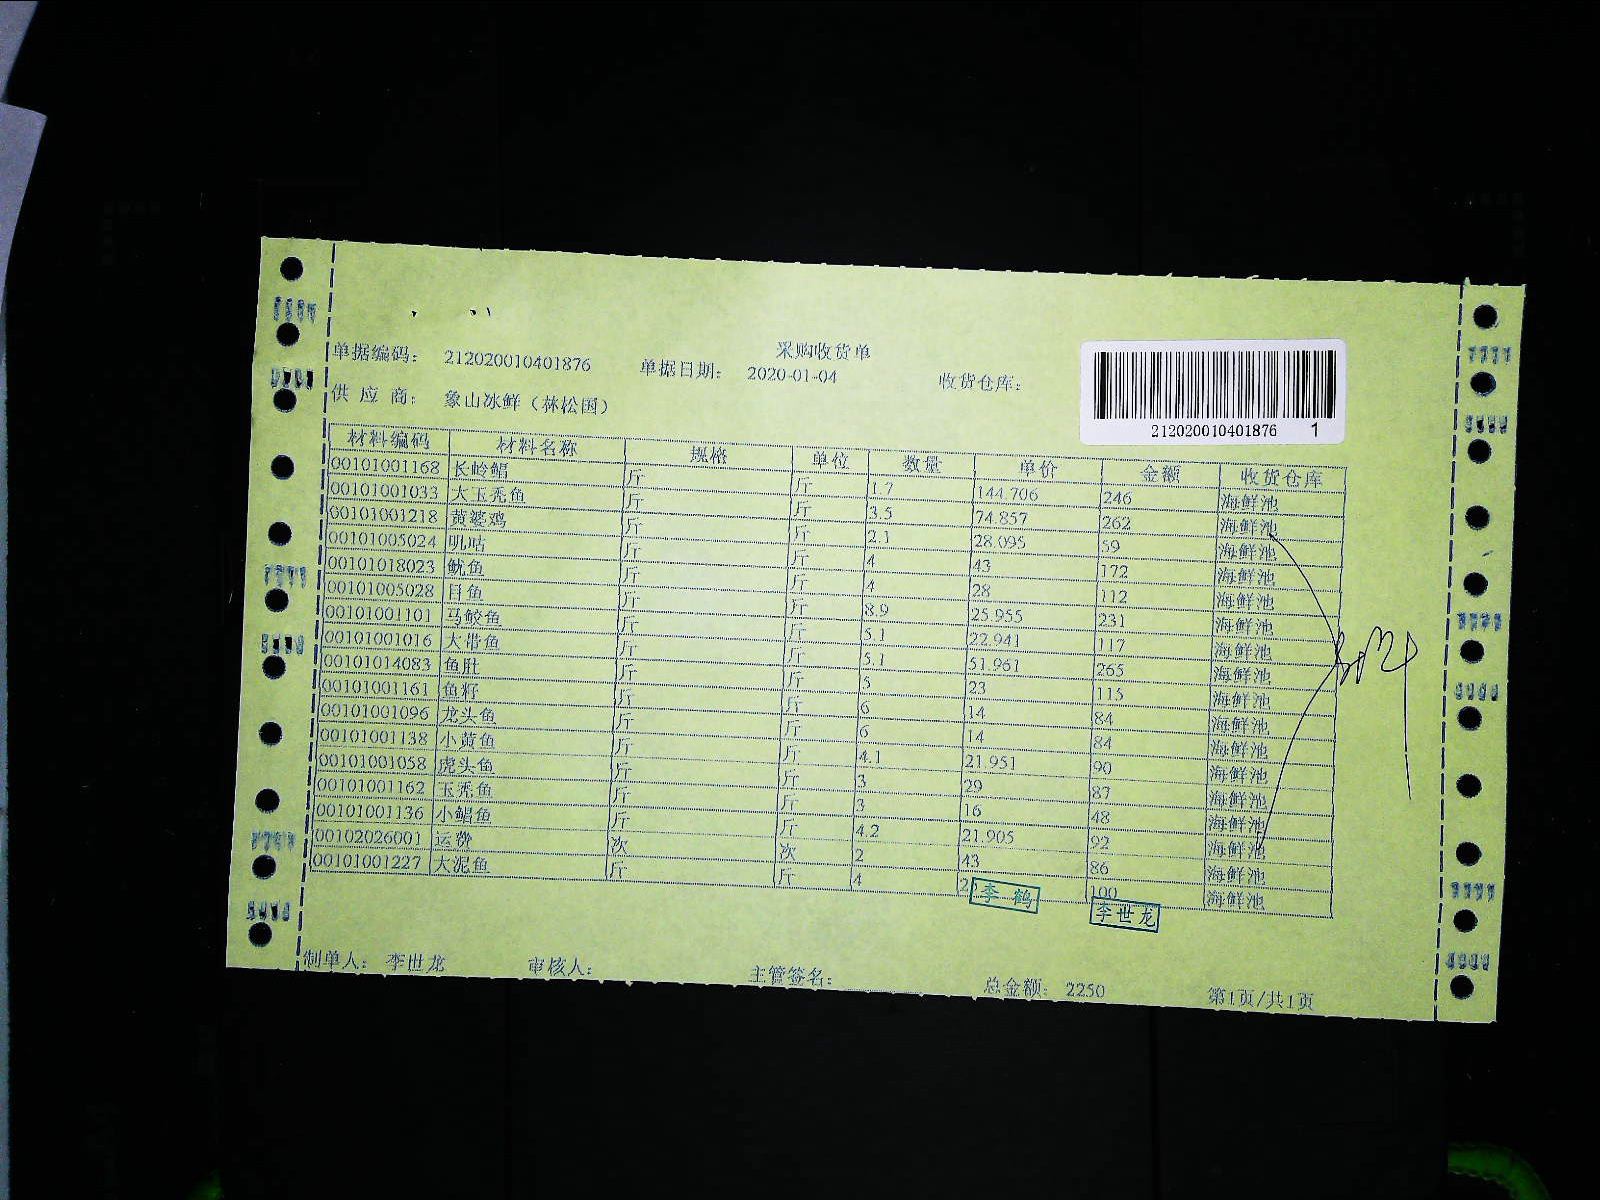 采购收货单
单据编码： 212020010401876 单据日期： 2020-01-04 收货仓库：
供 应 商： 象山冰鲜（林松国）
212020010401876 1
材料编码 材料名称 规格 单位 数量 单价 金额 收货仓库
00101001168 长岭鲳 斤 斤 1.7 144.706 246 海鲜池
00101001033 大玉秃鱼 斤 斤 3.5 74.857 262 海鲜池
00101001218 黄婆鸡 斤 斤 2.1 28.095 59 海鲜池
00101005024 吼咕 斤 斤 4 43 172 海鲜池
00101018023 鱿鱼 斤 斤 4 28 112 海鲜池
00101005028 目鱼 斤 斤 8.9 25.955 231 海鲜池
00101001101 马鲛鱼 斤 斤 5.1 22.941 117 海鲜池
00101001016 大带鱼 斤 斤 5.1 51.961 265 海鲜池
00101014083 鱼肚 斤 斤 5 23 115 海鲜池
00101001161 鱼籽 斤 斤 6 14 84 海鲜池
00101001096 龙头鱼 斤 斤 6 14 84 海鲜池
00101001138 小黄鱼 斤 斤 4.1 21.951 90 海鲜池
00101001058 虎头鱼 斤 斤 3 29 87 海鲜池
00101001162 玉秃鱼 斤 斤 3 16 48 海鲜池
00101001136 小鲳鱼 斤 斤 4.2 21.905 92 海鲜池
00102026001 运费 次 次 2 43 86 海鲜池
00101001227 大泥鱼 斤 斤 4 100 海鲜池
李鹤 李世龙
制单人： 李世龙 审核人： 主管签名： 总金额： 2250 第1页/共1页